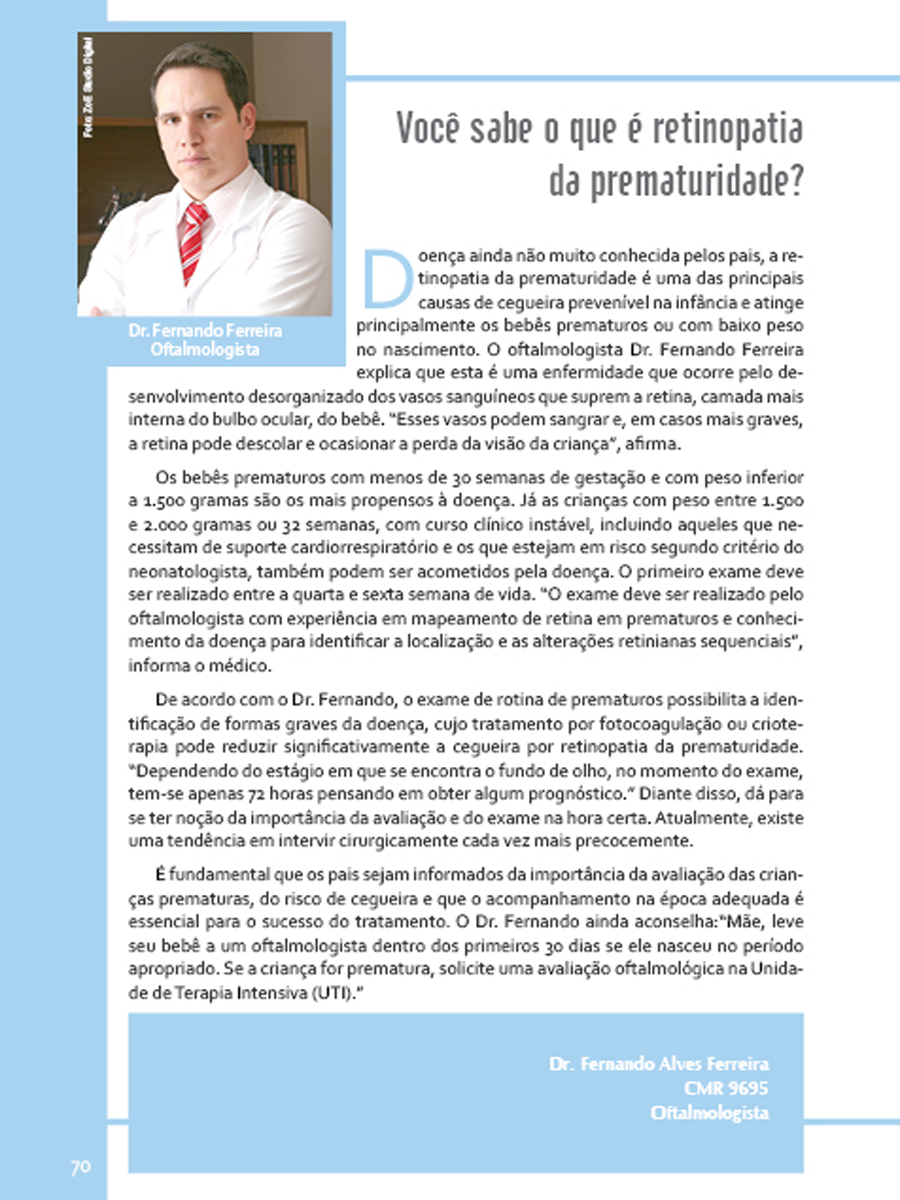 Foto: Zoé Studio Digital
Você sabe o que é retinopatia
da prematuridade?
Dr. Fernando Ferreira
Oftalmologista
Doença ainda não muito conhecida pelos pais, a re-
tinopatia da prematuridade é uma das principais
causas de cegueira prevenível na infância e atinge
principalmente os bebês prematuros ou com baixo peso
no nascimento. O oftalmologista Dr. Fernando Ferreira
explica que esta é uma enfermidade que ocorre pelo de-
senvolvimento desorganizado dos vasos sanguíneos que suprem a retina, camada mais
interna do bulbo ocular, do bebê. “Esses vasos podem sangrar e, em casos mais graves,
a retina pode descolar e ocasionar a perda da visão da criança”, afirma.
Os bebês prematuros com menos de 30 semanas de gestação e com peso inferior
a 1.500 gramas são os mais propensos à doença. Já as crianças com peso entre 1.500
e 2.000 gramas ou 32 semanas, com curso clínico instável, incluindo aqueles que ne-
cessitam de suporte cardiorrespiratório e os que estejam em risco segundo critério do
neonatologista, também podem ser acometidos pela doença. O primeiro exame deve
ser realizado entre a quarta e sexta semana de vida. “O exame deve ser realizado pelo
oftalmologista com experiência em mapeamento de retina em prematuros e conheci-
mento da doença para identificar a localização e as alterações retinianas sequenciais”,
informa o médico.
De acordo com o Dr. Fernando, o exame de rotina de prematuros possibilita a iden-
tificação de formas graves da doença, cujo tratamento por fotocoagulação ou criote-
rapia pode reduzir significativamente a cegueira por retinopatia da prematuridade.
“Dependendo do estágio em que se encontra o fundo de olho, no momento do exame,
tem-se apenas 72 horas pensando em obter algum prognóstico.” Diante disso, dá para
se ter noção da importância da avaliação e do exame na hora certa. Atualmente, existe
uma tendência em intervir cirurgicamente cada vez mais precocemente.
É fundamental que os pais sejam informados da importância da avaliação das crian-
ças prematuras, do risco de cegueira e que o acompanhamento na época adequada é
essencial para o sucesso do tratamento. O Dr. Fernando ainda aconselha:“Mãe, leve
seu bebê a um oftalmologista dentro dos primeiros 30 dias se ele nasceu no período
apropriado. Se a criança for prematura, solicite uma avaliação oftalmológica na Unida-
de de Terapia Intensiva (UTI).”
Dr. Fernando Alves Ferreira
CMR 9695
Oftalmologista
70